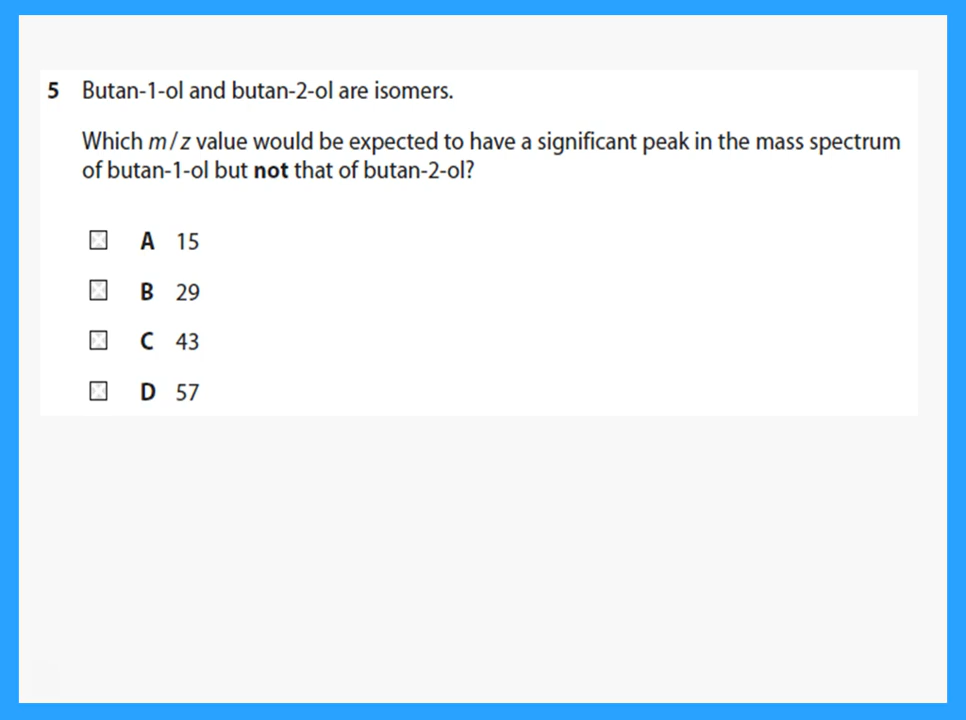 5 Butan-1-ol and butan-2-ol are isomers.
Which m/z value would be expected to have a significant peak in the mass spectrum
of butan-1-ol but not that of butan-2-ol?
A 15
B 29
C 43
D 57